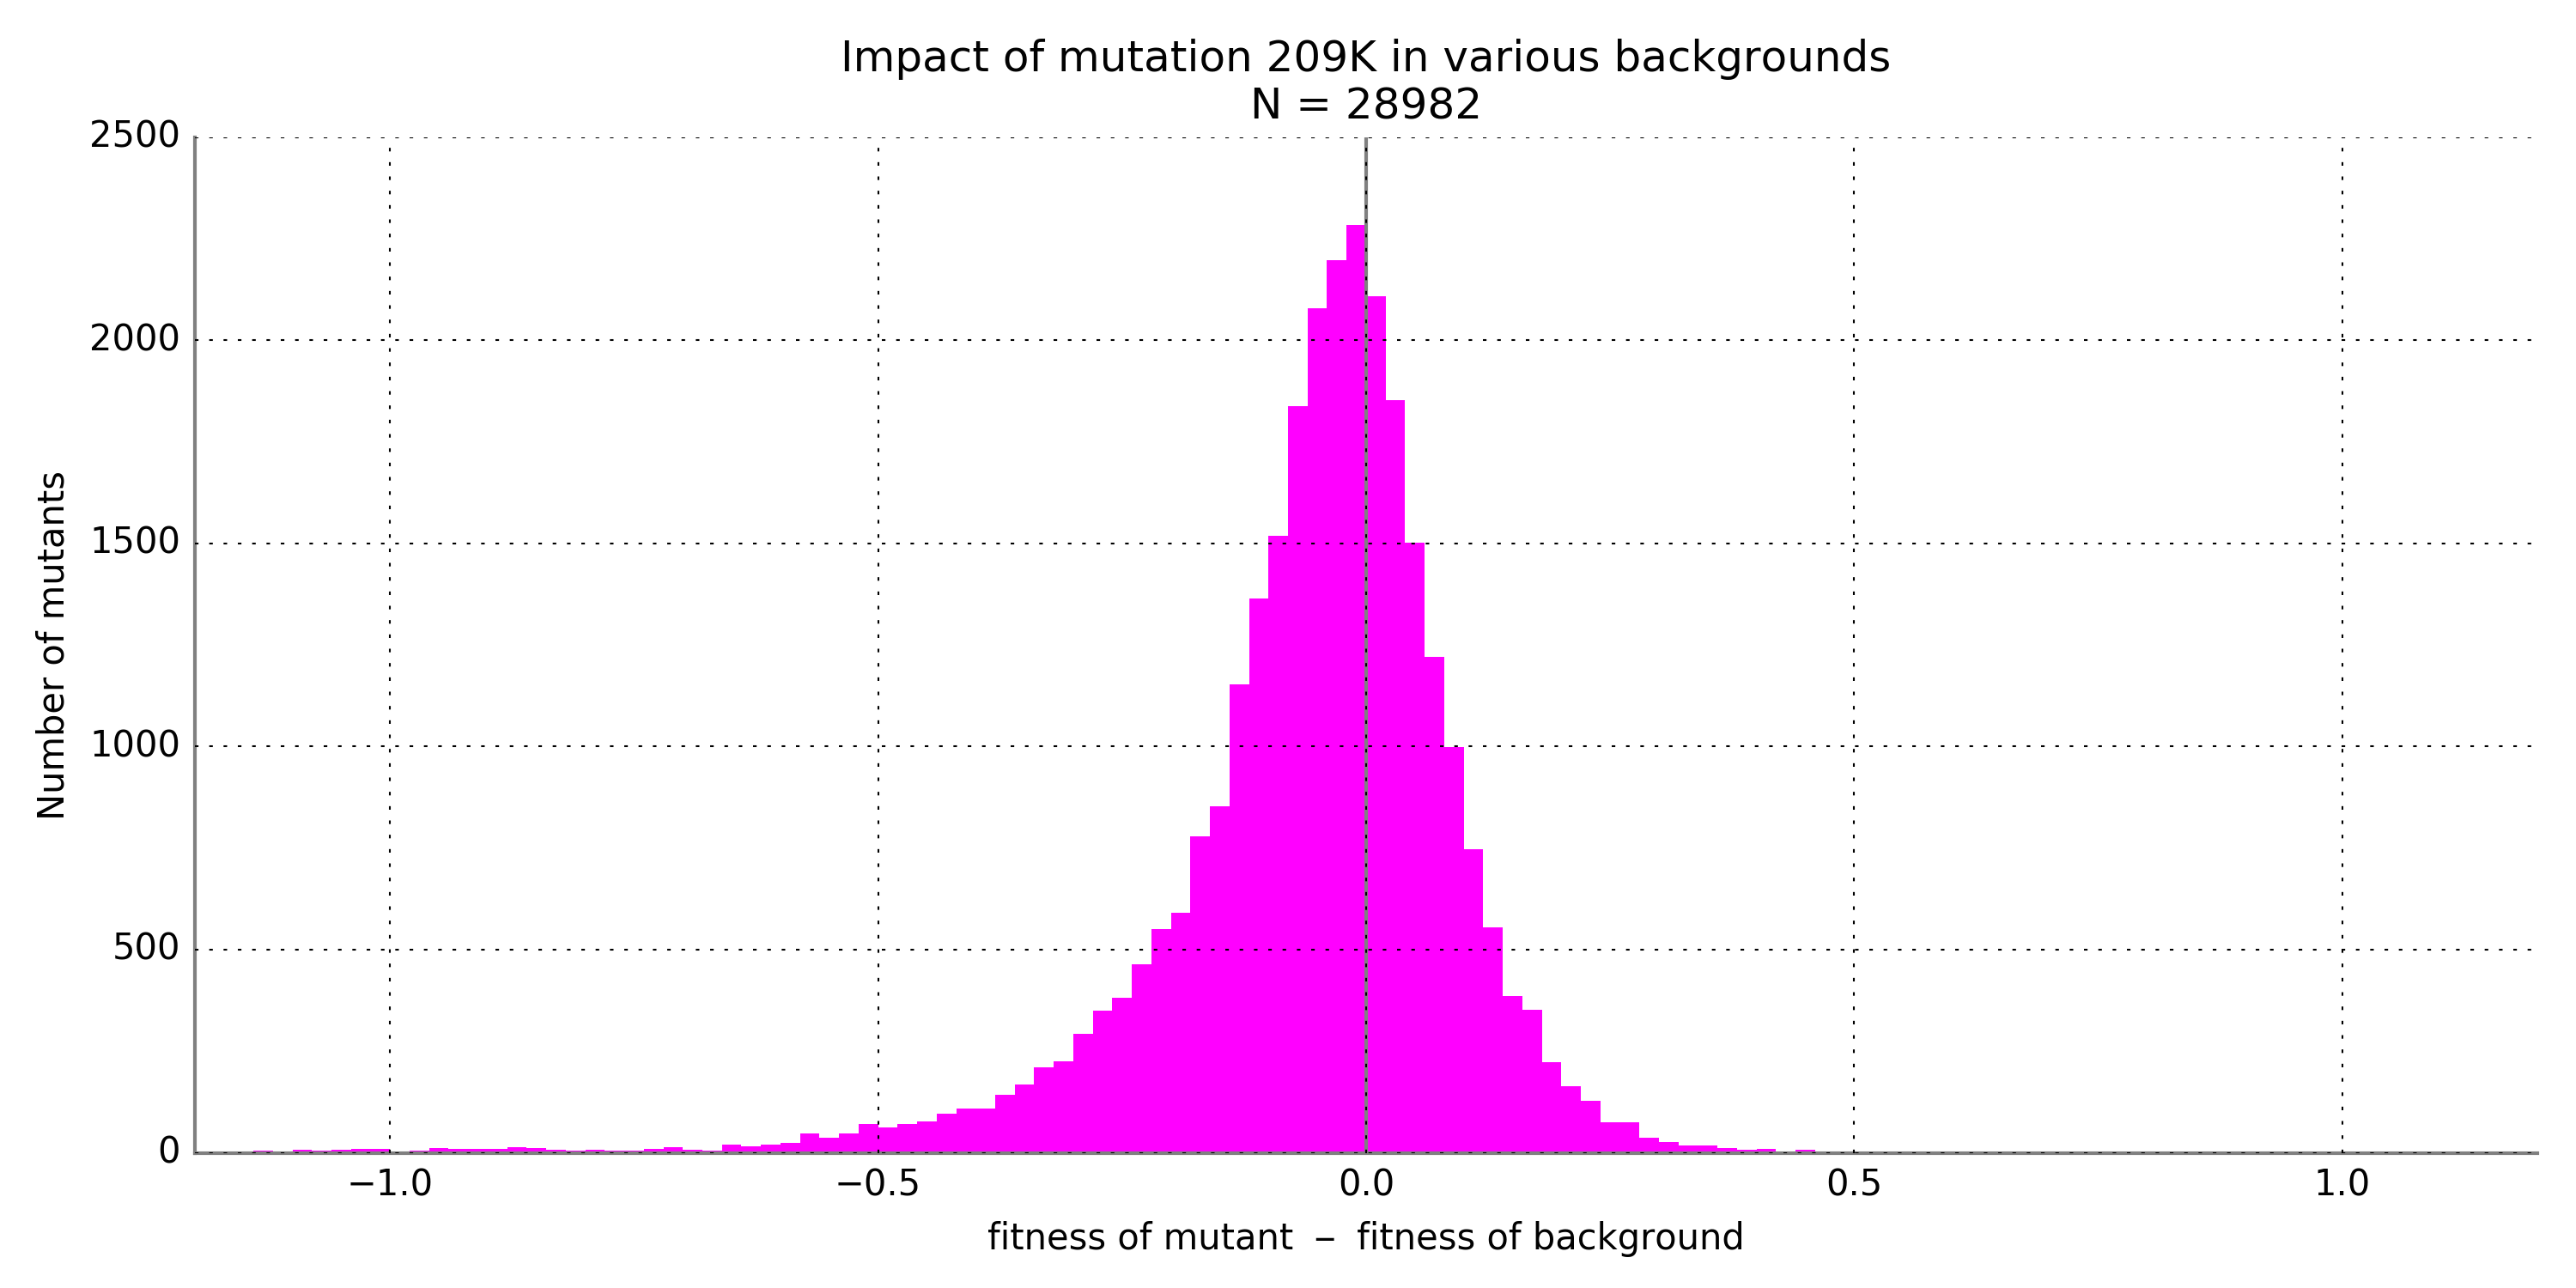 Impact of mutation 209K in various backgrounds
N = 28982
2500
2000
1500
1000
500
0
Number of mutants
−1.0
−0.5
0.0
0.5
1.0
fitness of mutant – fitness of background